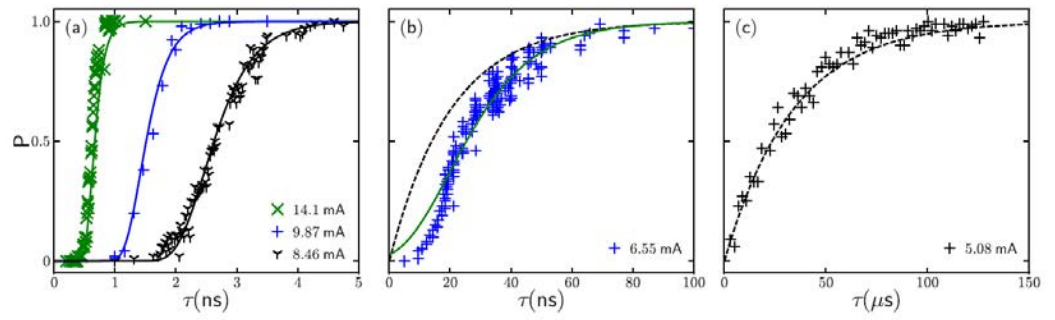 (a)
P
1.0
0.5
0
14.1 mA
9.87 mA
8.46 mA
0 1 2 3 4 5
τ(ns)
(b)
6.55 mA
0 20 40 60 80 100
τ(ns)
(c)
5.08 mA
0 50 100 150
τ(μs)